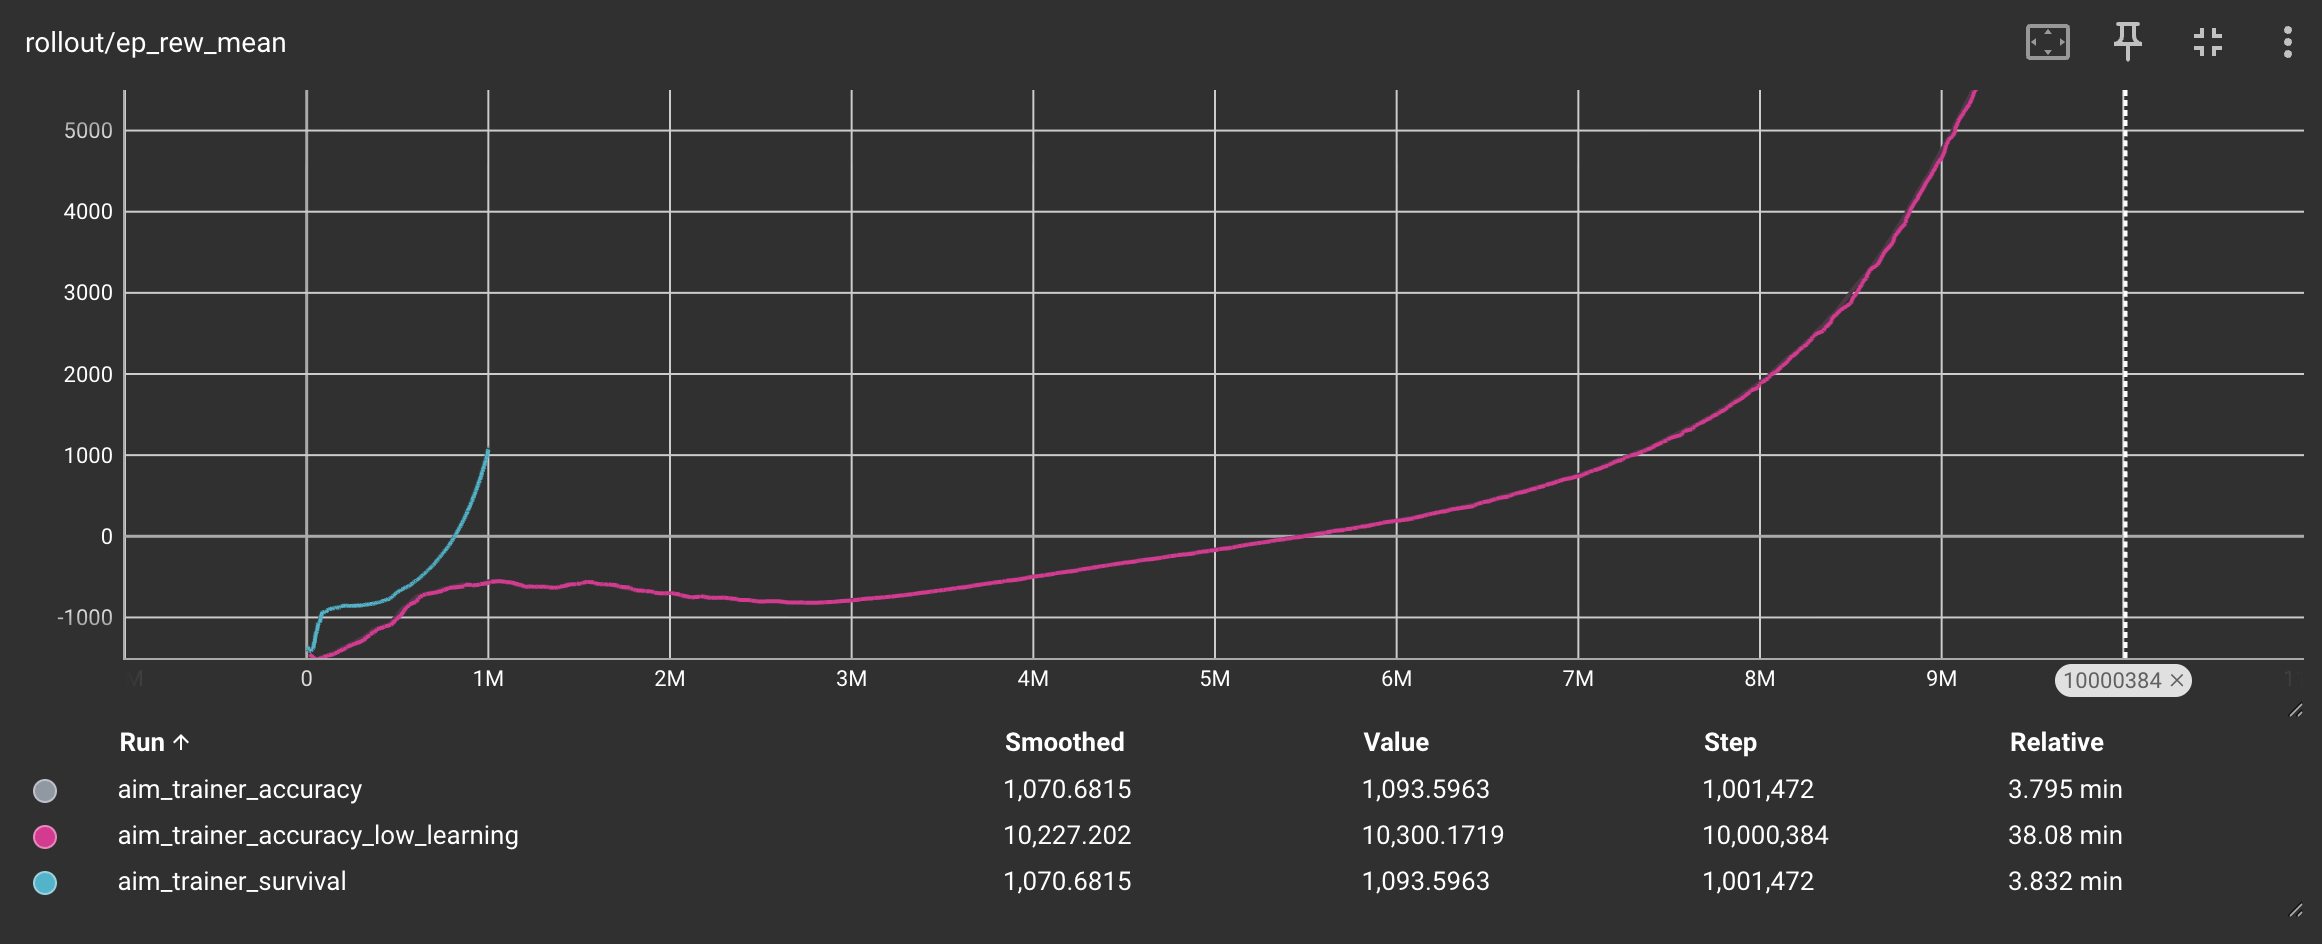 rollout/ep_rew_mean
5000
4000
3000
2000
1000
0
-1000
M 0 1M 2M 3M 4M 5M 6M 7M 8M 9M 10000384 ×
Run ↑ Smoothed Value Step Relative
aim_trainer_accuracy 1,070.6815 1,093.5963 1,001,472 3.795 min
aim_trainer_accuracy_low_learning 10,227.202 10,300.1719 10,000,384 38.08 min
aim_trainer_survival 1,070.6815 1,093.5963 1,001,472 3.832 min